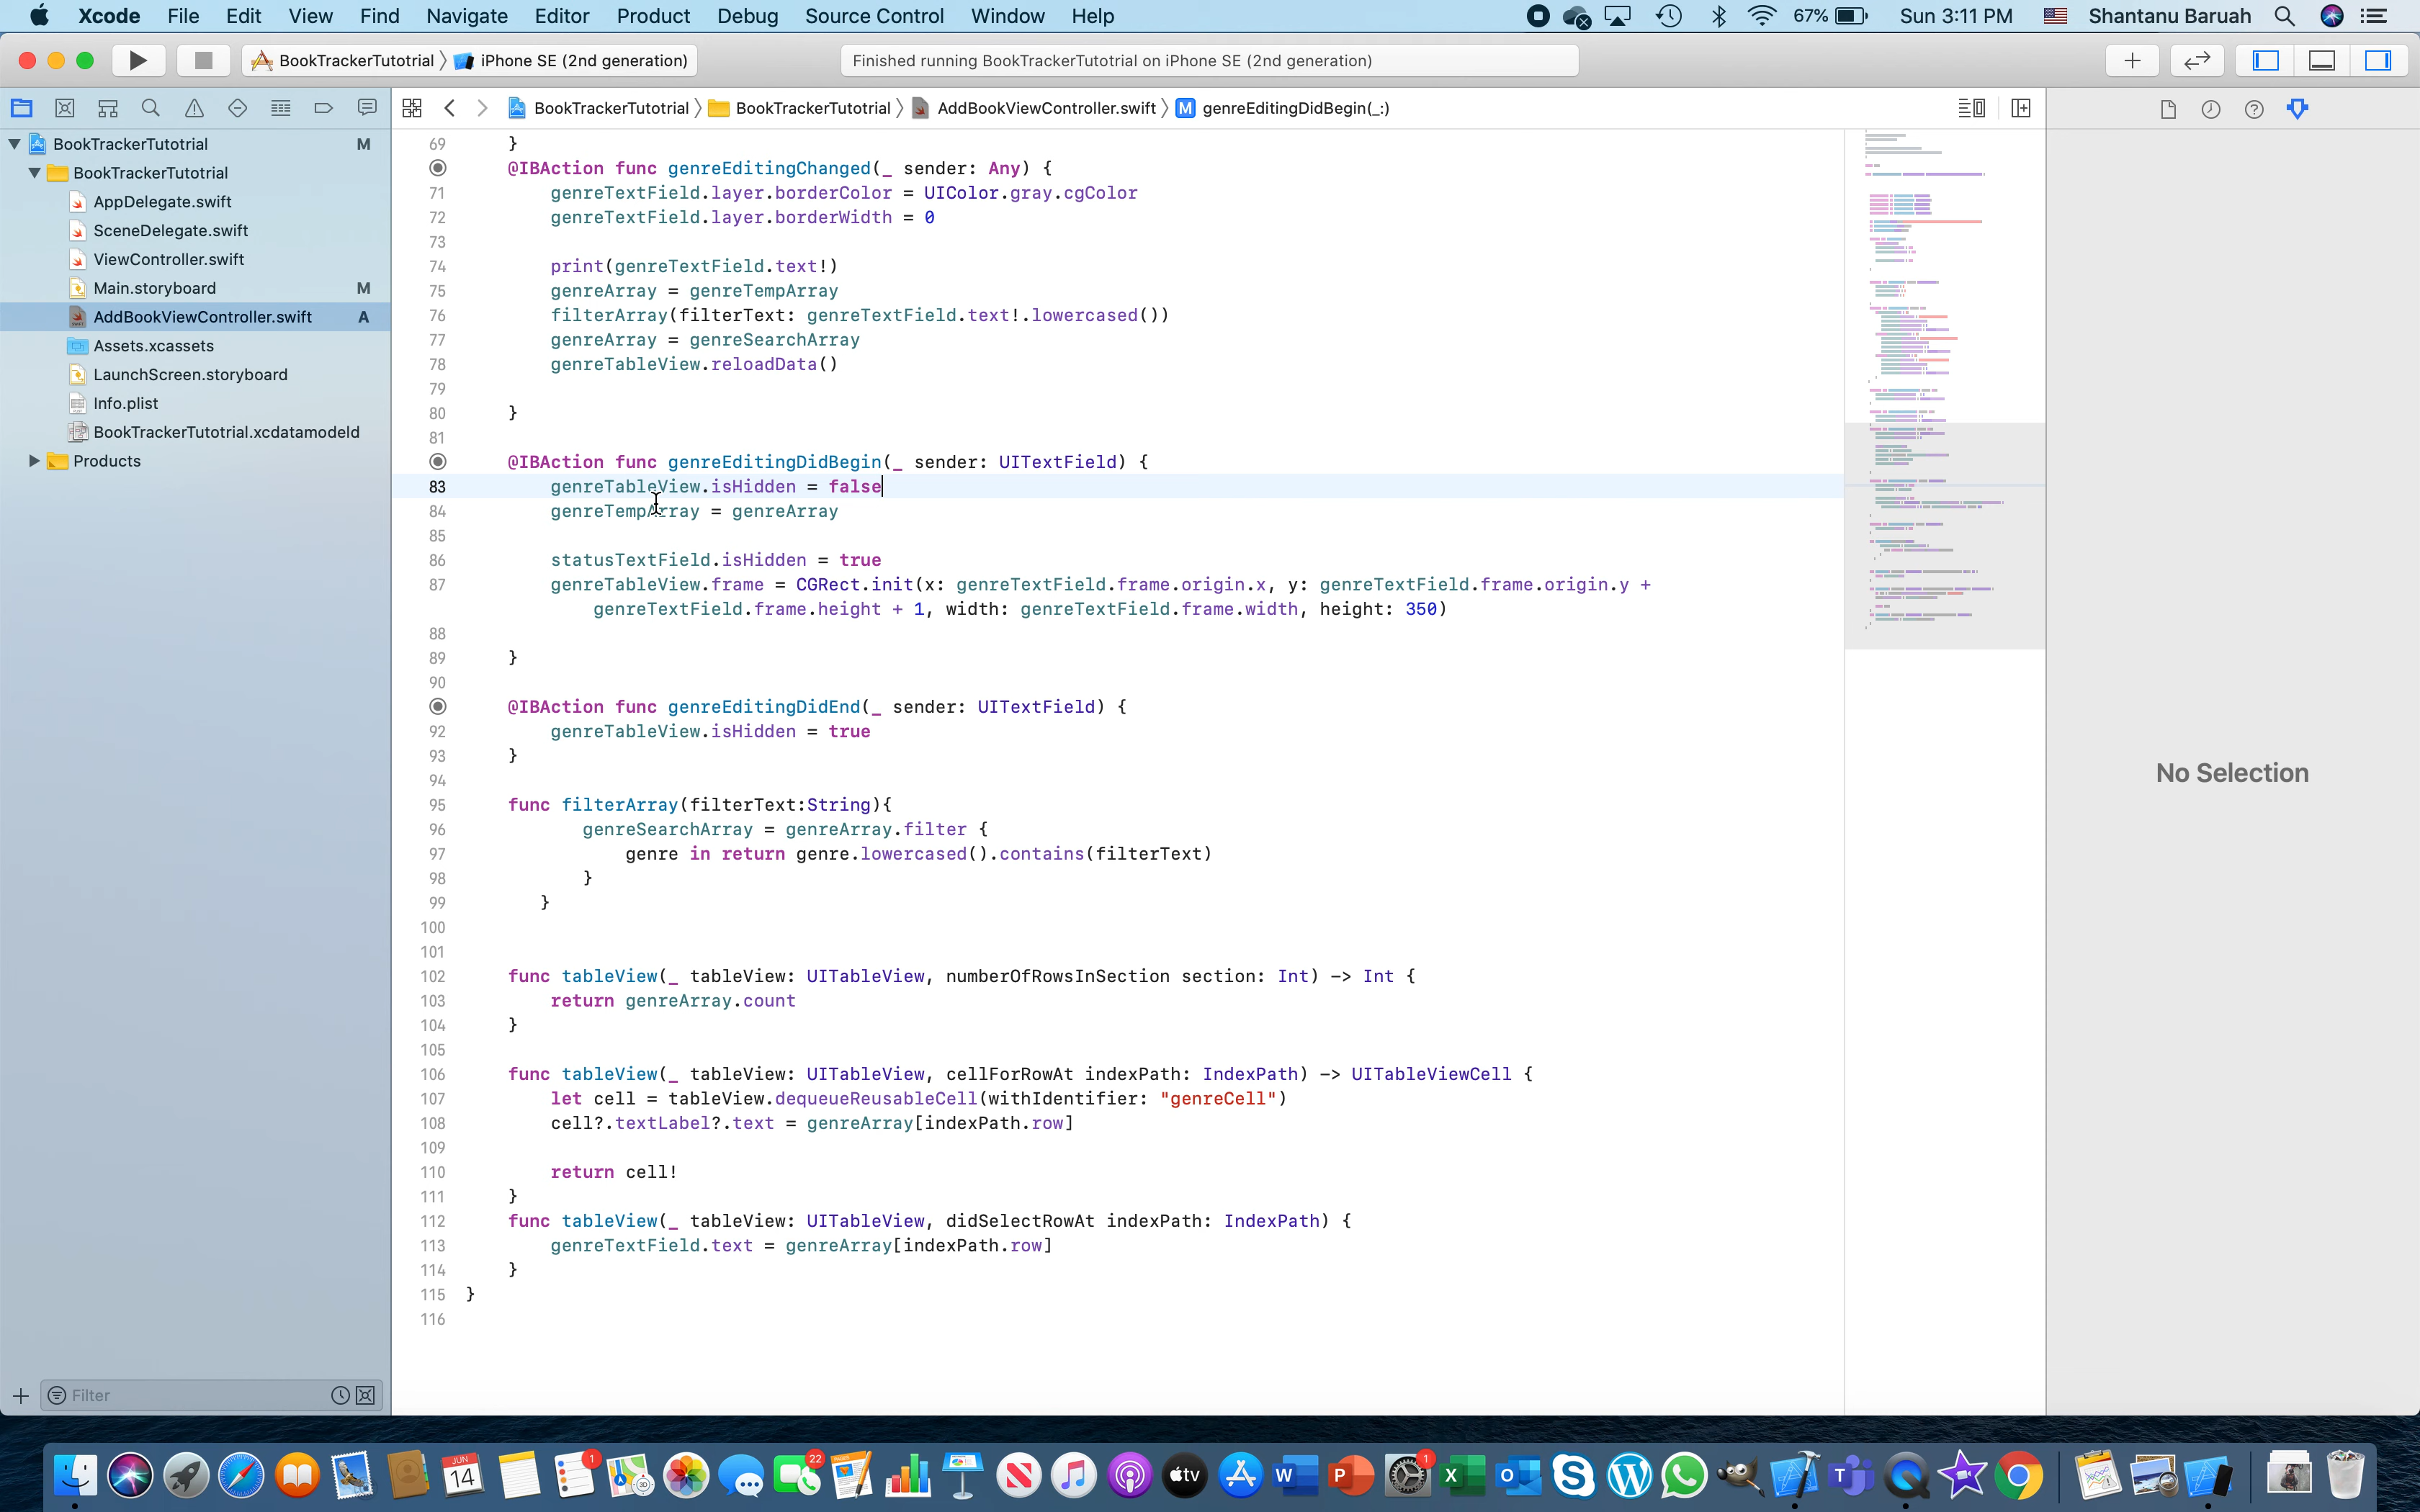 Xcode File Edit View Find Navigate Editor Product Debug Source Control Window Help 67% Sun 3:11 PM Shantanu Baruah
BookTrackerTutotrial iPhone SE (2nd generation) Finished running BookTrackerTutotrial on iPhone SE (2nd generation)
BookTrackerTutotrial BookTrackerTutotrial AddBookViewController.swift M genreEditingDidBegin(_:)
BookTrackerTutotrial M
BookTrackerTutotrial
AppDelegate.swift
SceneDelegate.swift
ViewController.swift
Main.storyboard M
AddBookViewController.swift A
Assets.xcassets
LaunchScreen.storyboard
Info.plist
BookTrackerTutotrial.xcdatamodeld
Products
Filter
69 }
@IBAction func genreEditingChanged(_ sender: Any) {
71 genreTextField.layer.borderColor = UIColor.gray.cgColor
72 genreTextField.layer.borderWidth = 0
73
74 print(genreTextField.text!)
75 genreArray = genreTempArray
76 filterArray(filterText: genreTextField.text!.lowercased())
77 genreArray = genreSearchArray
78 genreTableView.reloadData()
79
80 }
81
@IBAction func genreEditingDidBegin(_ sender: UITextField) {
83 genreTableView.isHidden = false
84 genreTempArray = genreArray
85
86 statusTextField.isHidden = true
87 genreTableView.frame = CGRect.init(x: genreTextField.frame.origin.x, y: genreTextField.frame.origin.y +
genreTextField.frame.height + 1, width: genreTextField.frame.width, height: 350)
88
89 }
90
@IBAction func genreEditingDidEnd(_ sender: UITextField) {
92 genreTableView.isHidden = true
93 }
94
95 func filterArray(filterText:String){
96 genreSearchArray = genreArray.filter {
97 genre in return genre.lowercased().contains(filterText)
98 }
99 }
100
101
102 func tableView(_ tableView: UITableView, numberOfRowsInSection section: Int) -> Int {
103 return genreArray.count
104 }
105
106 func tableView(_ tableView: UITableView, cellForRowAt indexPath: IndexPath) -> UITableViewCell {
107 let cell = tableView.dequeueReusableCell(withIdentifier: "genreCell")
108 cell?.textLabel?.text = genreArray[indexPath.row]
109
110 return cell!
111 }
112 func tableView(_ tableView: UITableView, didSelectRowAt indexPath: IndexPath) {
113 genreTextField.text = genreArray[indexPath.row]
114 }
115 }
116
No Selection
JUN 14 1 22 tv W P 1 X O S T